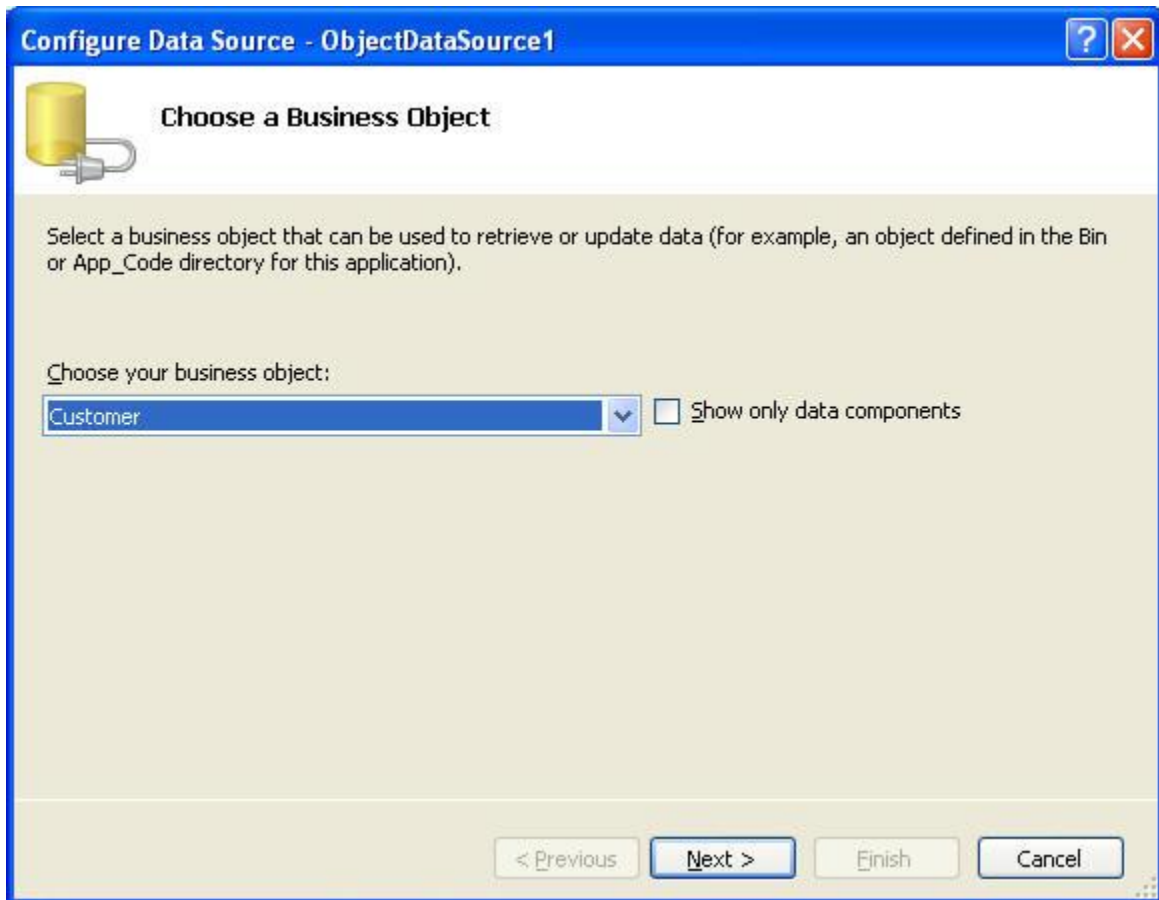 Configure Data Source - ObjectDataSource1
Choose a Business Object
Select a business object that can be used to retrieve or update data (for example, an object defined in the Bin
or App_Code directory for this application).
Choose your business object:
Customer
Show only data components
< Previous
Next >
Finish
Cancel